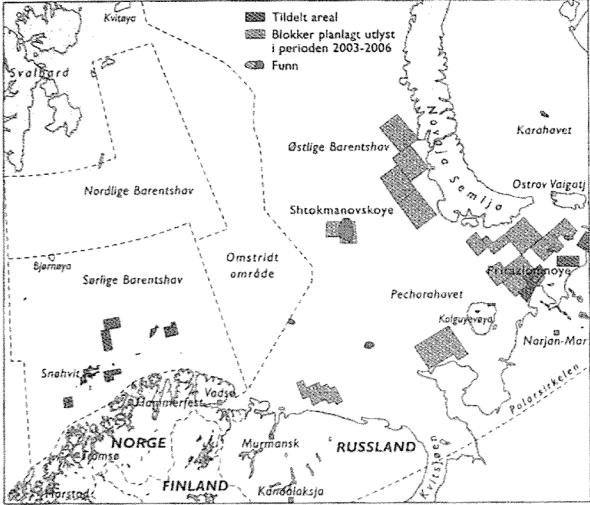 Kvitøya
Tildelt areal
Blokker planlagt utlyst
i perioden 2003-2006
Funn
Svalbard
Novaja Semlja
Karahavet
Østlige Barentshav
Nordlige Barentshav
Ostrov Vaigatj
Shtokmanovskoye
Omstridt
område
Bjørnøya
Sørlige Barentshav
Prirazlomnoye
Pechorahavet
Kolguyevøya
Narjan-Mar
Snøhvit
Vadsø
Hammerfest
Polarsirkelen
NORGE
Murmansk
RUSSLAND
Tromsø
Kvitsjøen
FINLAND
Kandalaksja
Harstad